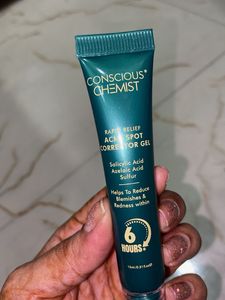 CONSCIOUS
CHEMIST
RAPID RELIEF
ACNE SPOT
CORRECTOR GEL
Salicylic Acid
Azelaic Acid
Sulfur
Helps To Reduce
Blemishes &
Redness within
6
HOURS*